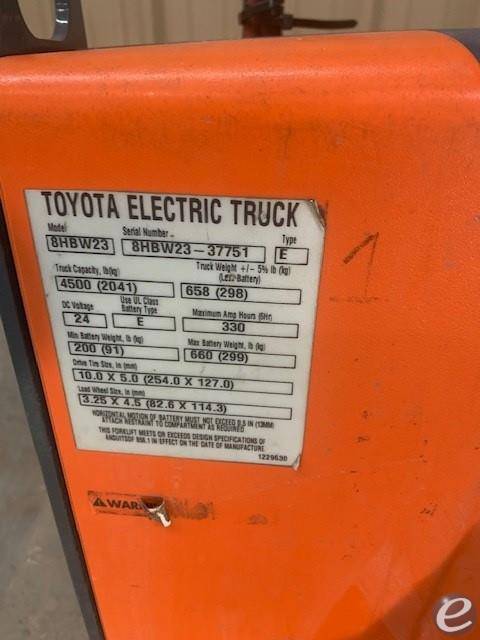 TOYOTA ELECTRIC TRUCK
Model Serial Number Type
8HBW23 8HBW23-37751 E
Truck Capacity, lb(kg) Truck Weight +/- 5% lb (kg)
(Less Battery)
4500 (2041) 658 (298)
DC Voltage Use UL Class Battery Type Maximum Amp Hours (6Hr)
24 E 330
Min Battery Weight, lb (kg) Max Battery Weight, lb (kg)
200 (91) 660 (299)
Drive Tire Size, in (mm)
10.0 X 5.0 (254.0 X 127.0)
Load Wheel Size, in (mm)
3.25 X 4.5 (82.6 X 114.3)
HORIZONTAL MOTION OF BATTERY MUST NOT EXCEED 0.5 IN (13MM)
ATTACH RESTRAINT TO COMPARTMENT AS REQUIRED
THIS FORKLIFT MEETS OR EXCEEDS DESIGN SPECIFICATIONS OF
ANSI/ITSDF B56.1 IN EFFECT ON THE DATE OF MANUFACTURE
1229630
1
e